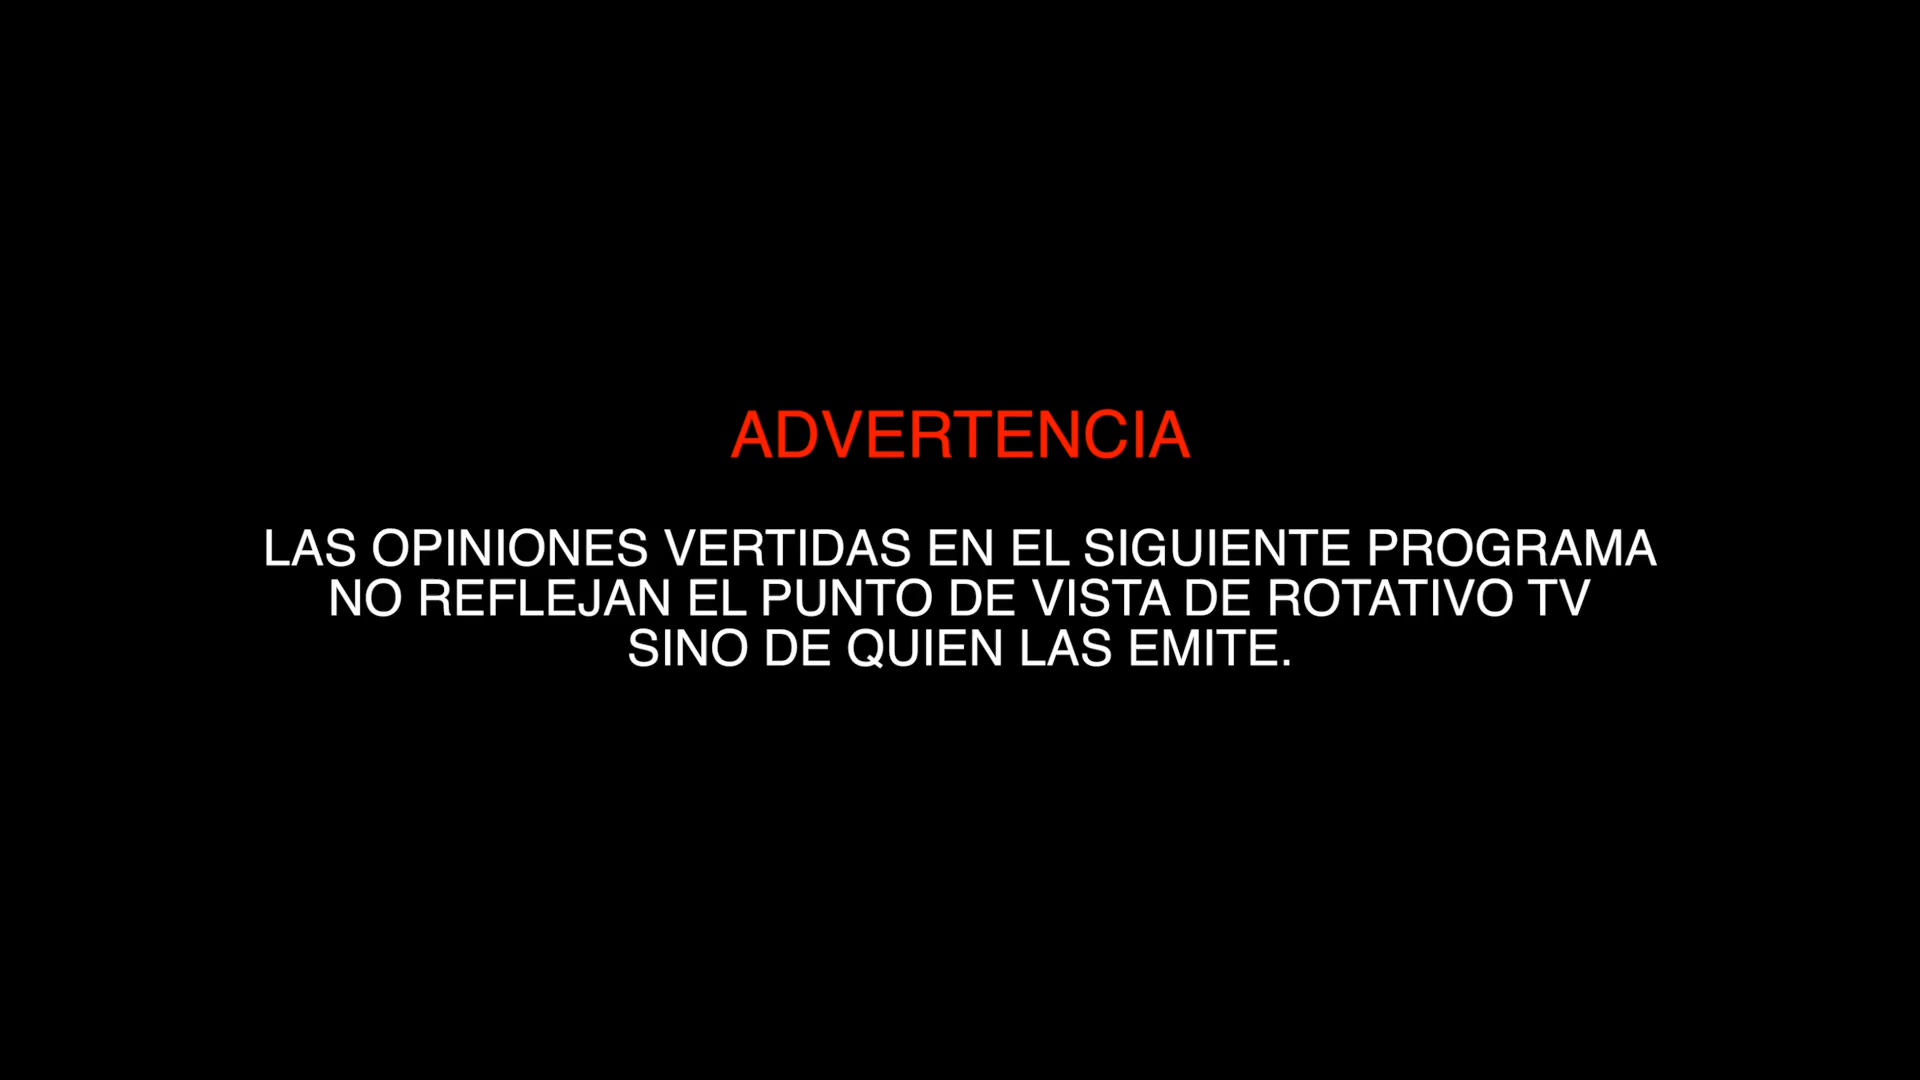 ADVERTENCIA
LAS OPINIONES VERTIDAS EN EL SIGUIENTE PROGRAMA
NO REFLEJAN EL PUNTO DE VISTA DE ROTATIVO TV
SINO DE QUIEN LAS EMITE.